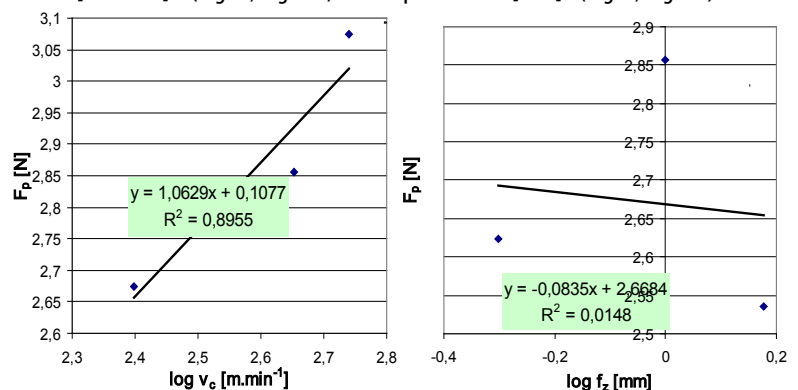 3,1
3,05
3
2,95
2,9
2,85
2,8
2,75
2,7
2,65
2,6
F_p [N]
y = 1,0629x + 0,1077
R² = 0,8955
2,3 2,4 2,5 2,6 2,7 2,8
log v_c [m.min⁻¹]
2,9
2,85
2,8
2,75
2,7
2,65
2,6
2,55
2,5
F_p [N]
y = -0,0835x + 2,6684
R² = 0,0148
-0,4 -0,2 0 0,2
log f_z [mm]